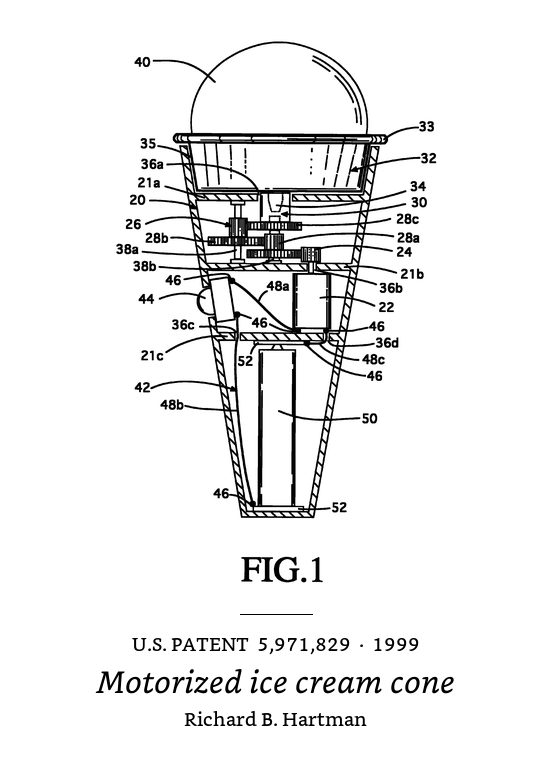 40
33
35
32
36a
21a
34
20
30
26
28c
28b
28a
38a
24
38b
21b
46
48a
36b
44
22
36c
46
46
36d
21c
52
48c
46
42
48b
50
46
52
FIG.1
U.S. PATENT 5,971,829 · 1999
Motorized ice cream cone
Richard B. Hartman